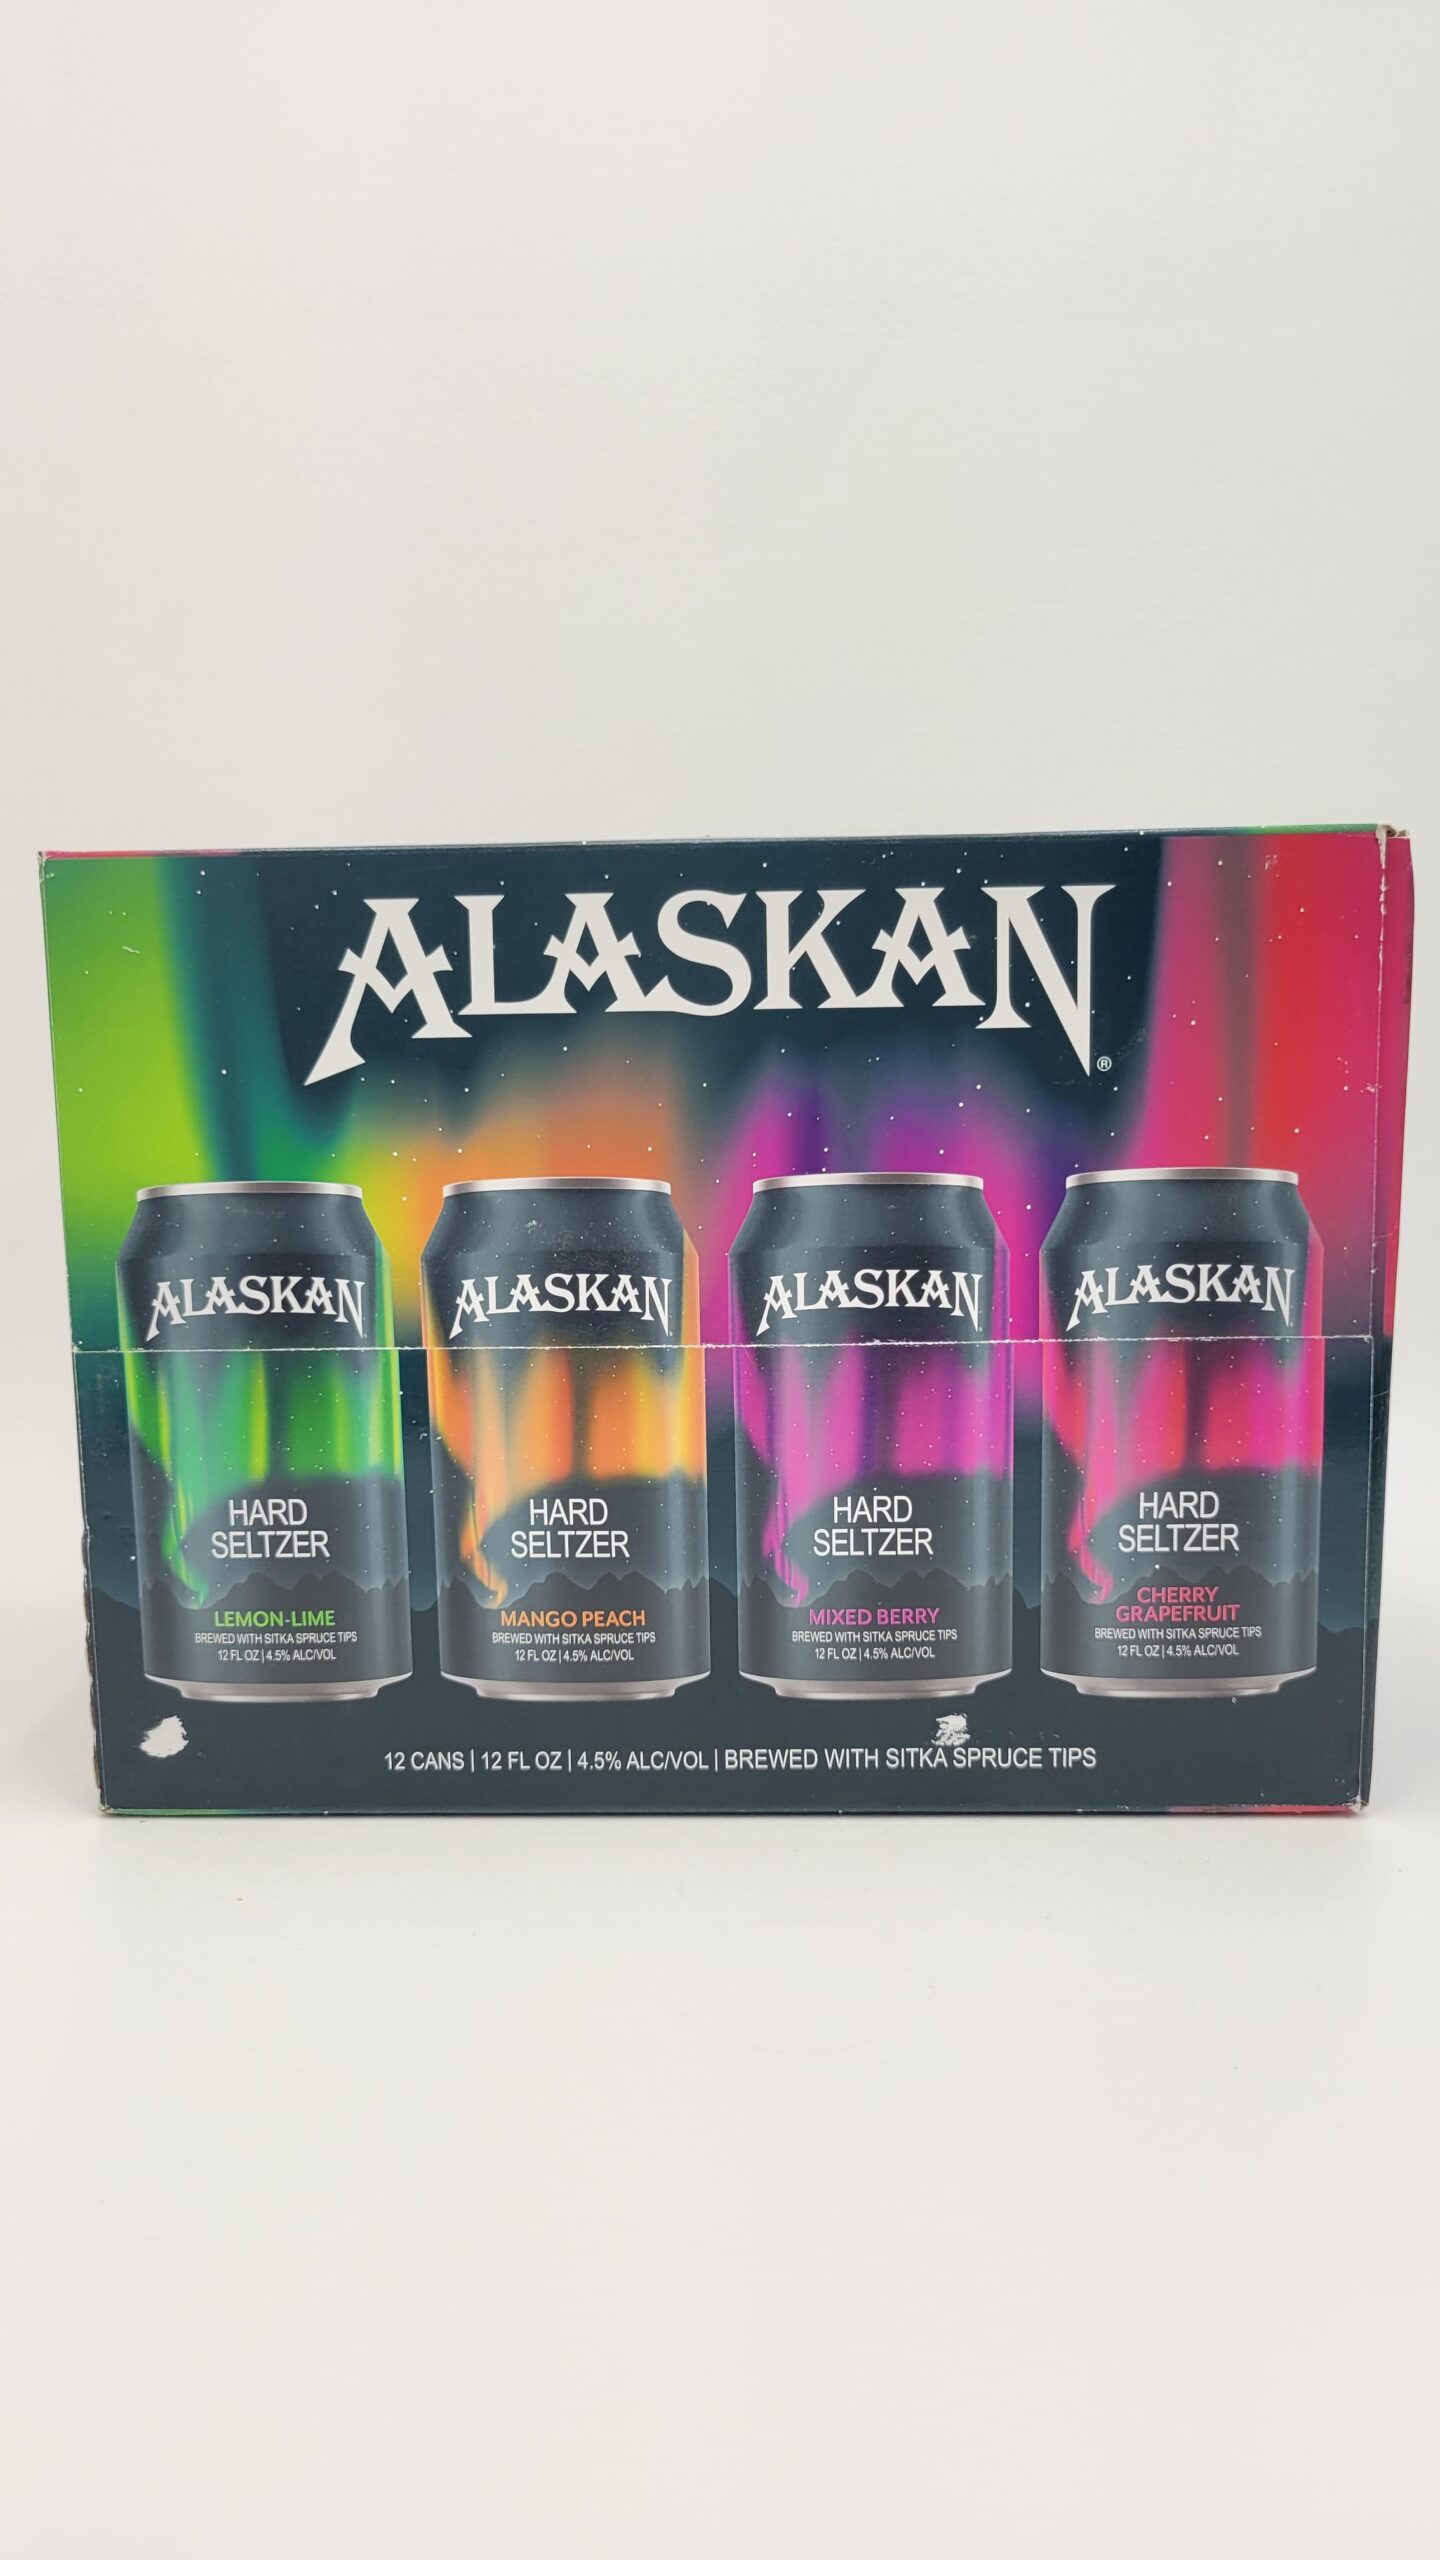 ALASKAN®
ALASKAN
HARD
SELTZER
LEMON-LIME
BREWED WITH SITKA SPRUCE TIPS
12 FL OZ | 4.5% ALC/VOL
ALASKAN
HARD
SELTZER
MANGO PEACH
BREWED WITH SITKA SPRUCE TIPS
12 FL OZ | 4.5% ALC/VOL
ALASKAN
HARD
SELTZER
MIXED BERRY
BREWED WITH SITKA SPRUCE TIPS
12 FL OZ | 4.5% ALC/VOL
ALASKAN
HARD
SELTZER
CHERRY
GRAPEFRUIT
BREWED WITH SITKA SPRUCE TIPS
12 FL OZ | 4.5% ALC/VOL
12 CANS | 12 FL OZ | 4.5% ALC/VOL | BREWED WITH SITKA SPRUCE TIPS